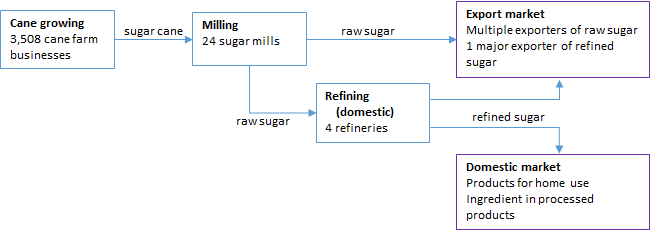 Cane growing
3,508 cane farm
businesses
sugar cane
Milling
24 sugar mills
raw sugar
Export market
Multiple exporters of raw sugar
1 major exporter of refined
sugar
raw sugar
Refining
(domestic)
4 refineries
refined sugar
Domestic market
Products for home use
Ingredient in processed
products